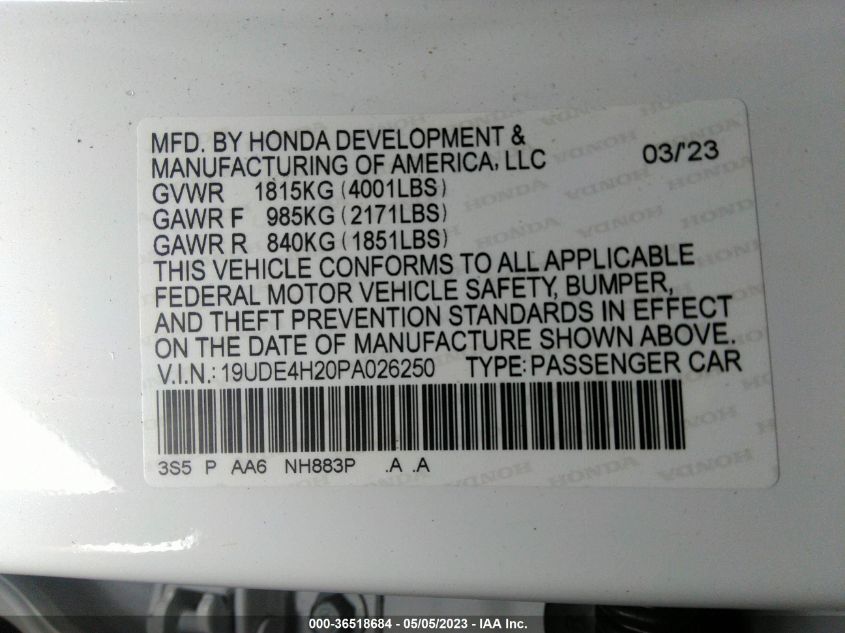 MFD. BY HONDA DEVELOPMENT &
MANUFACTURING OF AMERICA, LLC 03/'23
GVWR 1815KG (4001LBS)
GAWR F 985KG (2171LBS)
GAWR R 840KG (1851LBS)
THIS VEHICLE CONFORMS TO ALL APPLICABLE
FEDERAL MOTOR VEHICLE SAFETY, BUMPER,
AND THEFT PREVENTION STANDARDS IN EFFECT
ON THE DATE OF MANUFACTURE SHOWN ABOVE.
V.I.N.: 19UDE4H20PA026250 TYPE: PASSENGER CAR
3S5 P AA6 NH883P .A .A
000-36518684 - 05/05/2023 - IAA Inc.